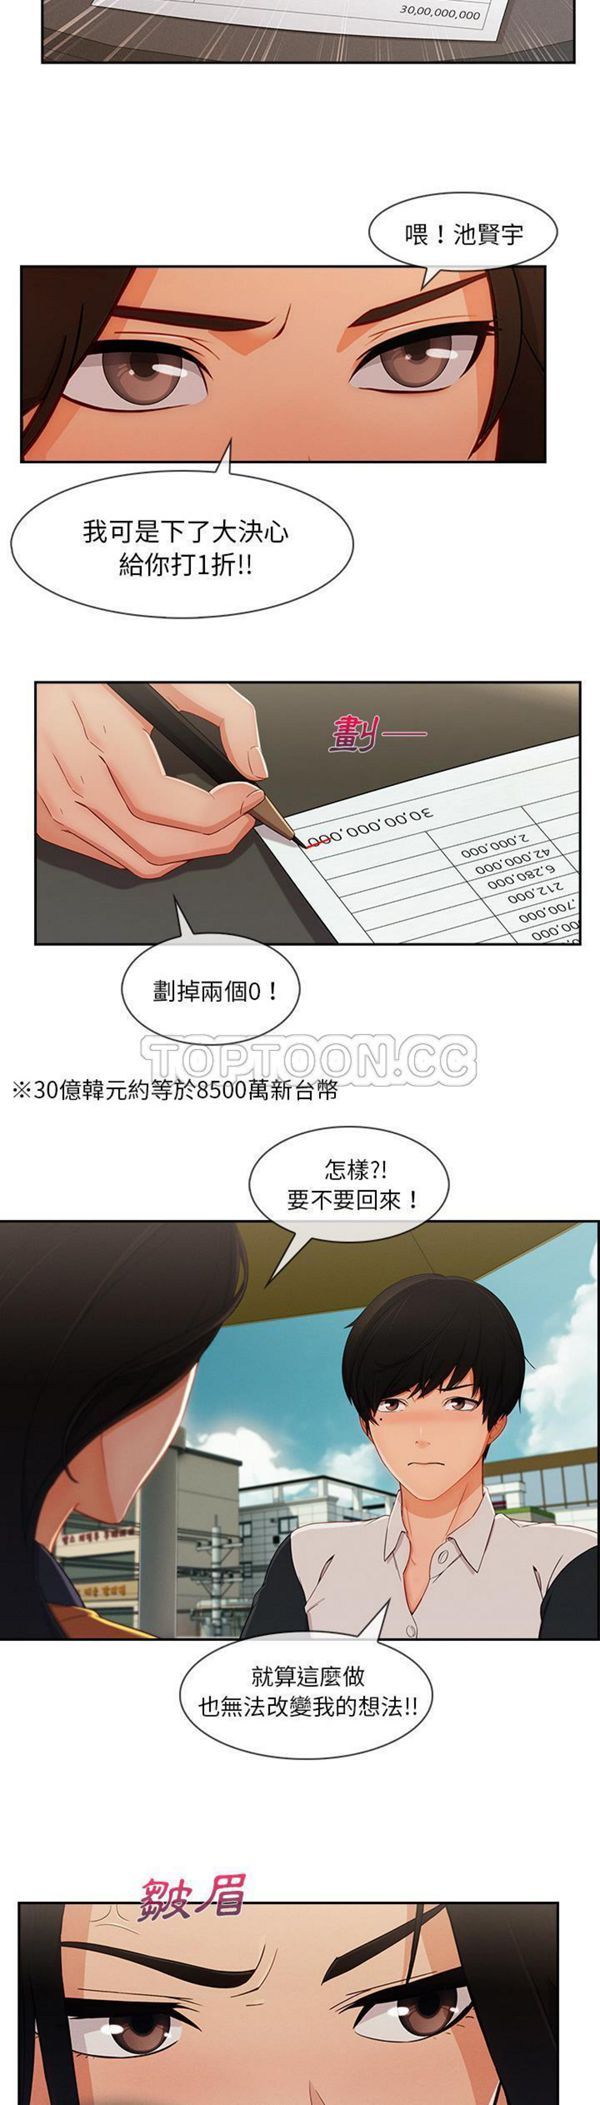 30,00,000,000
喂！池賢宇
我可是下了大決心
給你打1折!!
劃—
30,00,000,000
2,000,000
42,000,000
6,280,000
212,000
劃掉兩個0！
TOPTOON.CC
※30億韓元約等於8500萬新台幣
怎樣?!
要不要回來！
就算這麼做
也無法改變我的想法!!
皺眉